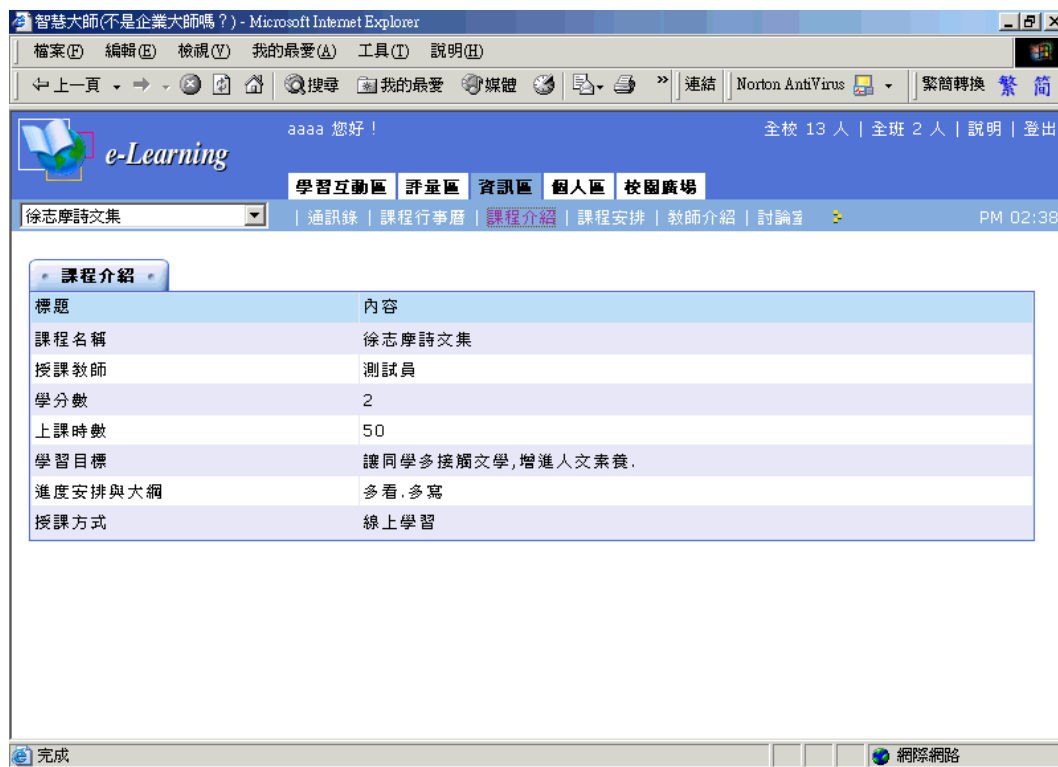 智慧大師(不是企業大師嗎？) - Microsoft Internet Explorer
檔案(F) 編輯(E) 檢視(V) 我的最愛(A) 工具(T) 說明(H)
上一頁 搜尋 我的最愛 媒體 » 連結 Norton AntiVirus 繁簡轉換 繁 简
e-Learning
aaaa 您好！ 全校 13 人 | 全班 2 人 | 說明 | 登出
學習互動區 評量區 資訊區 個人區 校園廣場
徐志摩詩文集 | 通訊錄 | 課程行事曆 | 課程介紹 | 課程安排 | 教師介紹 | 討論 PM 02:38
課程介紹
標題 內容
課程名稱 徐志摩詩文集
授課教師 測試員
學分數 2
上課時數 50
學習目標 讓同學多接觸文學,增進人文素養.
進度安排與大綱 多看.多寫
授課方式 線上學習
完成 網際網路